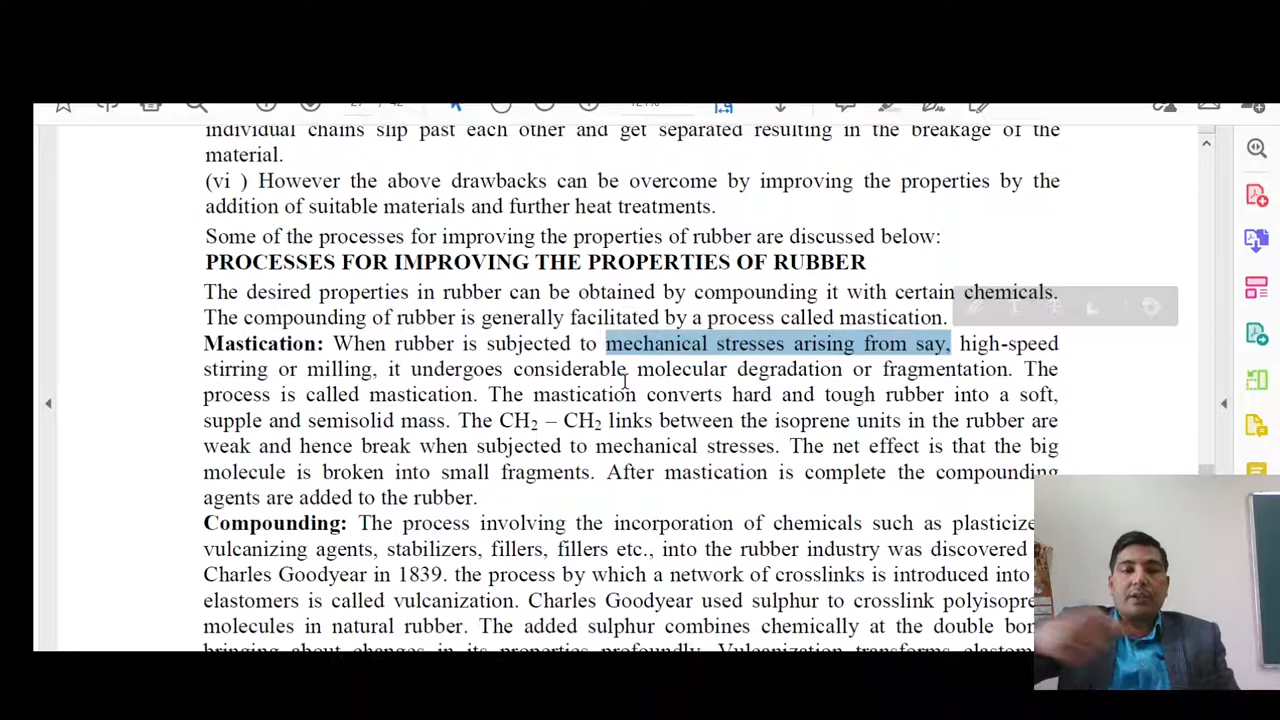 individual chains slip past each other and get separated resulting in the breakage of the
material.
(vi ) However the above drawbacks can be overcome by improving the properties by the
addition of suitable materials and further heat treatments.
Some of the processes for improving the properties of rubber are discussed below:
PROCESSES FOR IMPROVING THE PROPERTIES OF RUBBER
The desired properties in rubber can be obtained by compounding it with certain chemicals.
The compounding of rubber is generally facilitated by a process called mastication.
Mastication: When rubber is subjected to mechanical stresses arising from say, high-speed
stirring or milling, it undergoes considerable molecular degradation or fragmentation. The
process is called mastication. The mastication converts hard and tough rubber into a soft,
supple and semisolid mass. The CH2 – CH2 links between the isoprene units in the rubber are
weak and hence break when subjected to mechanical stresses. The net effect is that the big
molecule is broken into small fragments. After mastication is complete the compounding
agents are added to the rubber.
Compounding: The process involving the incorporation of chemicals such as
vulcanizing agents, stabilizers, fillers, fillers etc., into the rubber industry was discovered
Charles Goodyear in 1839. the process by which a network of crosslinks is introduced into
elastomers is called vulcanization. Charles Goodyear used sulphur to crosslink
molecules in natural rubber. The added sulphur combines chemically at the double
bringing about changes in its properties profoundly. Vulcanization transforms